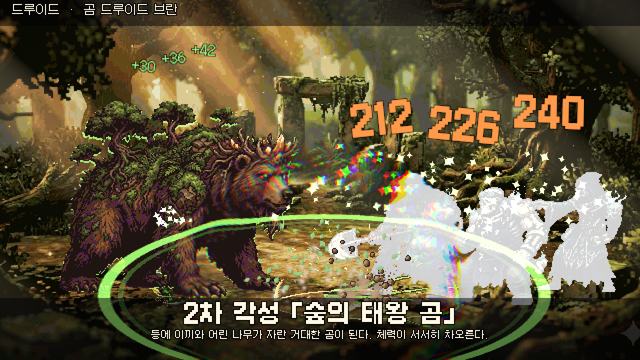 드루이드 · 곰 드루이드 브란
+30 +36 +42
212 226 240
2차 각성 「숲의 태왕 곰」
등에 이끼와 어린 나무가 자란 거대한 곰이 된다. 체력이 서서히 차오른다.